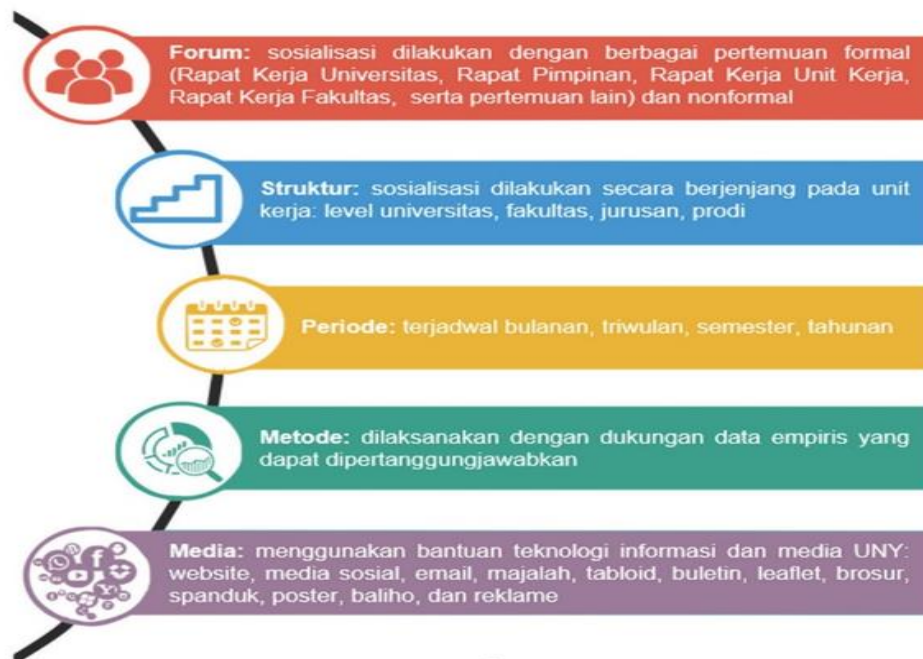 Forum: sosialisasi dilakukan dengan berbagai pertemuan formal
(Rapat Kerja Universitas, Rapat Pimpinan, Rapat Kerja Unit Kerja,
Rapat Kerja Fakultas, serta pertemuan lain) dan nonformal
Struktur: sosialisasi dilakukan secara berjenjang pada unit
kerja: level universitas, fakultas, jurusan, prodi
Periode: terjadwal bulanan, triwulan, semester, tahunan
Metode: dilaksanakan dengan dukungan data empiris yang
dapat dipertanggungjawabkan
Media: menggunakan bantuan teknologi informasi dan media UNY:
website, media sosial, email, majalah, tabloid, buletin, leaflet, brosur,
spanduk, poster, baliho, dan reklame